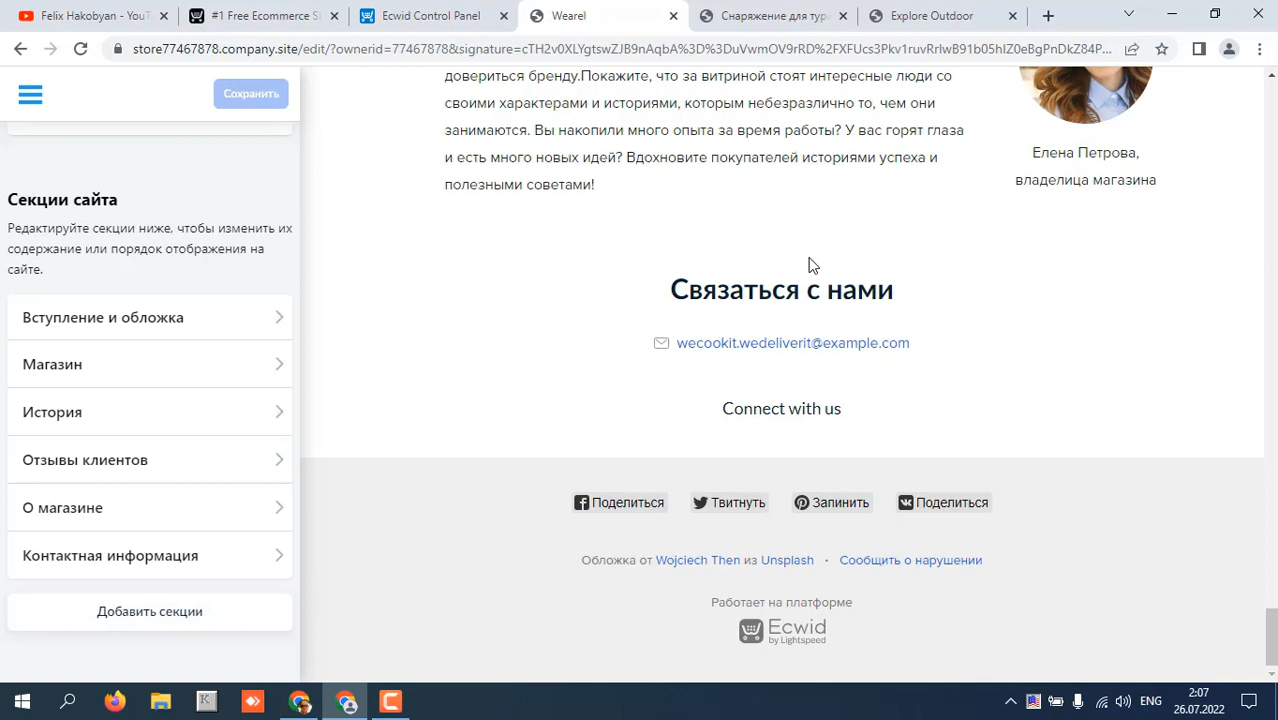 Felix Hakobyan - YouT
#1 Free Ecommerce S
Ecwid Control Panel
Wearel
Снаряжение для тур
Explore Outdoor
store77467878.company.site/edit/?ownerid=77467878&signature=cTH2v0XLYgtswZJB9nAqbA%3D%3DuVwmOV9rRD%2FXFUcs3Pkv1ruvRrIwB91b05hIZ0eBgPnDkZ84P...
Сохранить
Секции сайта
Редактируйте секции ниже, чтобы изменить их
содержание или порядок отображения на
сайте.
Вступление и обложка
Магазин
История
Отзывы клиентов
О магазине
Контактная информация
Добавить секции
довериться бренду.Покажите, что за витриной стоят интересные люди со
своими характерами и историями, которым небезразлично то, чем они
занимаются. Вы накопили много опыта за время работы? У вас горят глаза
и есть много новых идей? Вдохновите покупателей историями успеха и
полезными советами!
Елена Петрова,
владелица магазина
Связаться с нами
wecookit.wedeliverit@example.com
Connect with us
Поделиться
Твитнуть
Запинить
Поделиться
Обложка от Wojciech Then из Unsplash · Сообщить о нарушении
Работает на платформе
Ecwid
by Lightspeed
ENG
2:07
26.07.2022